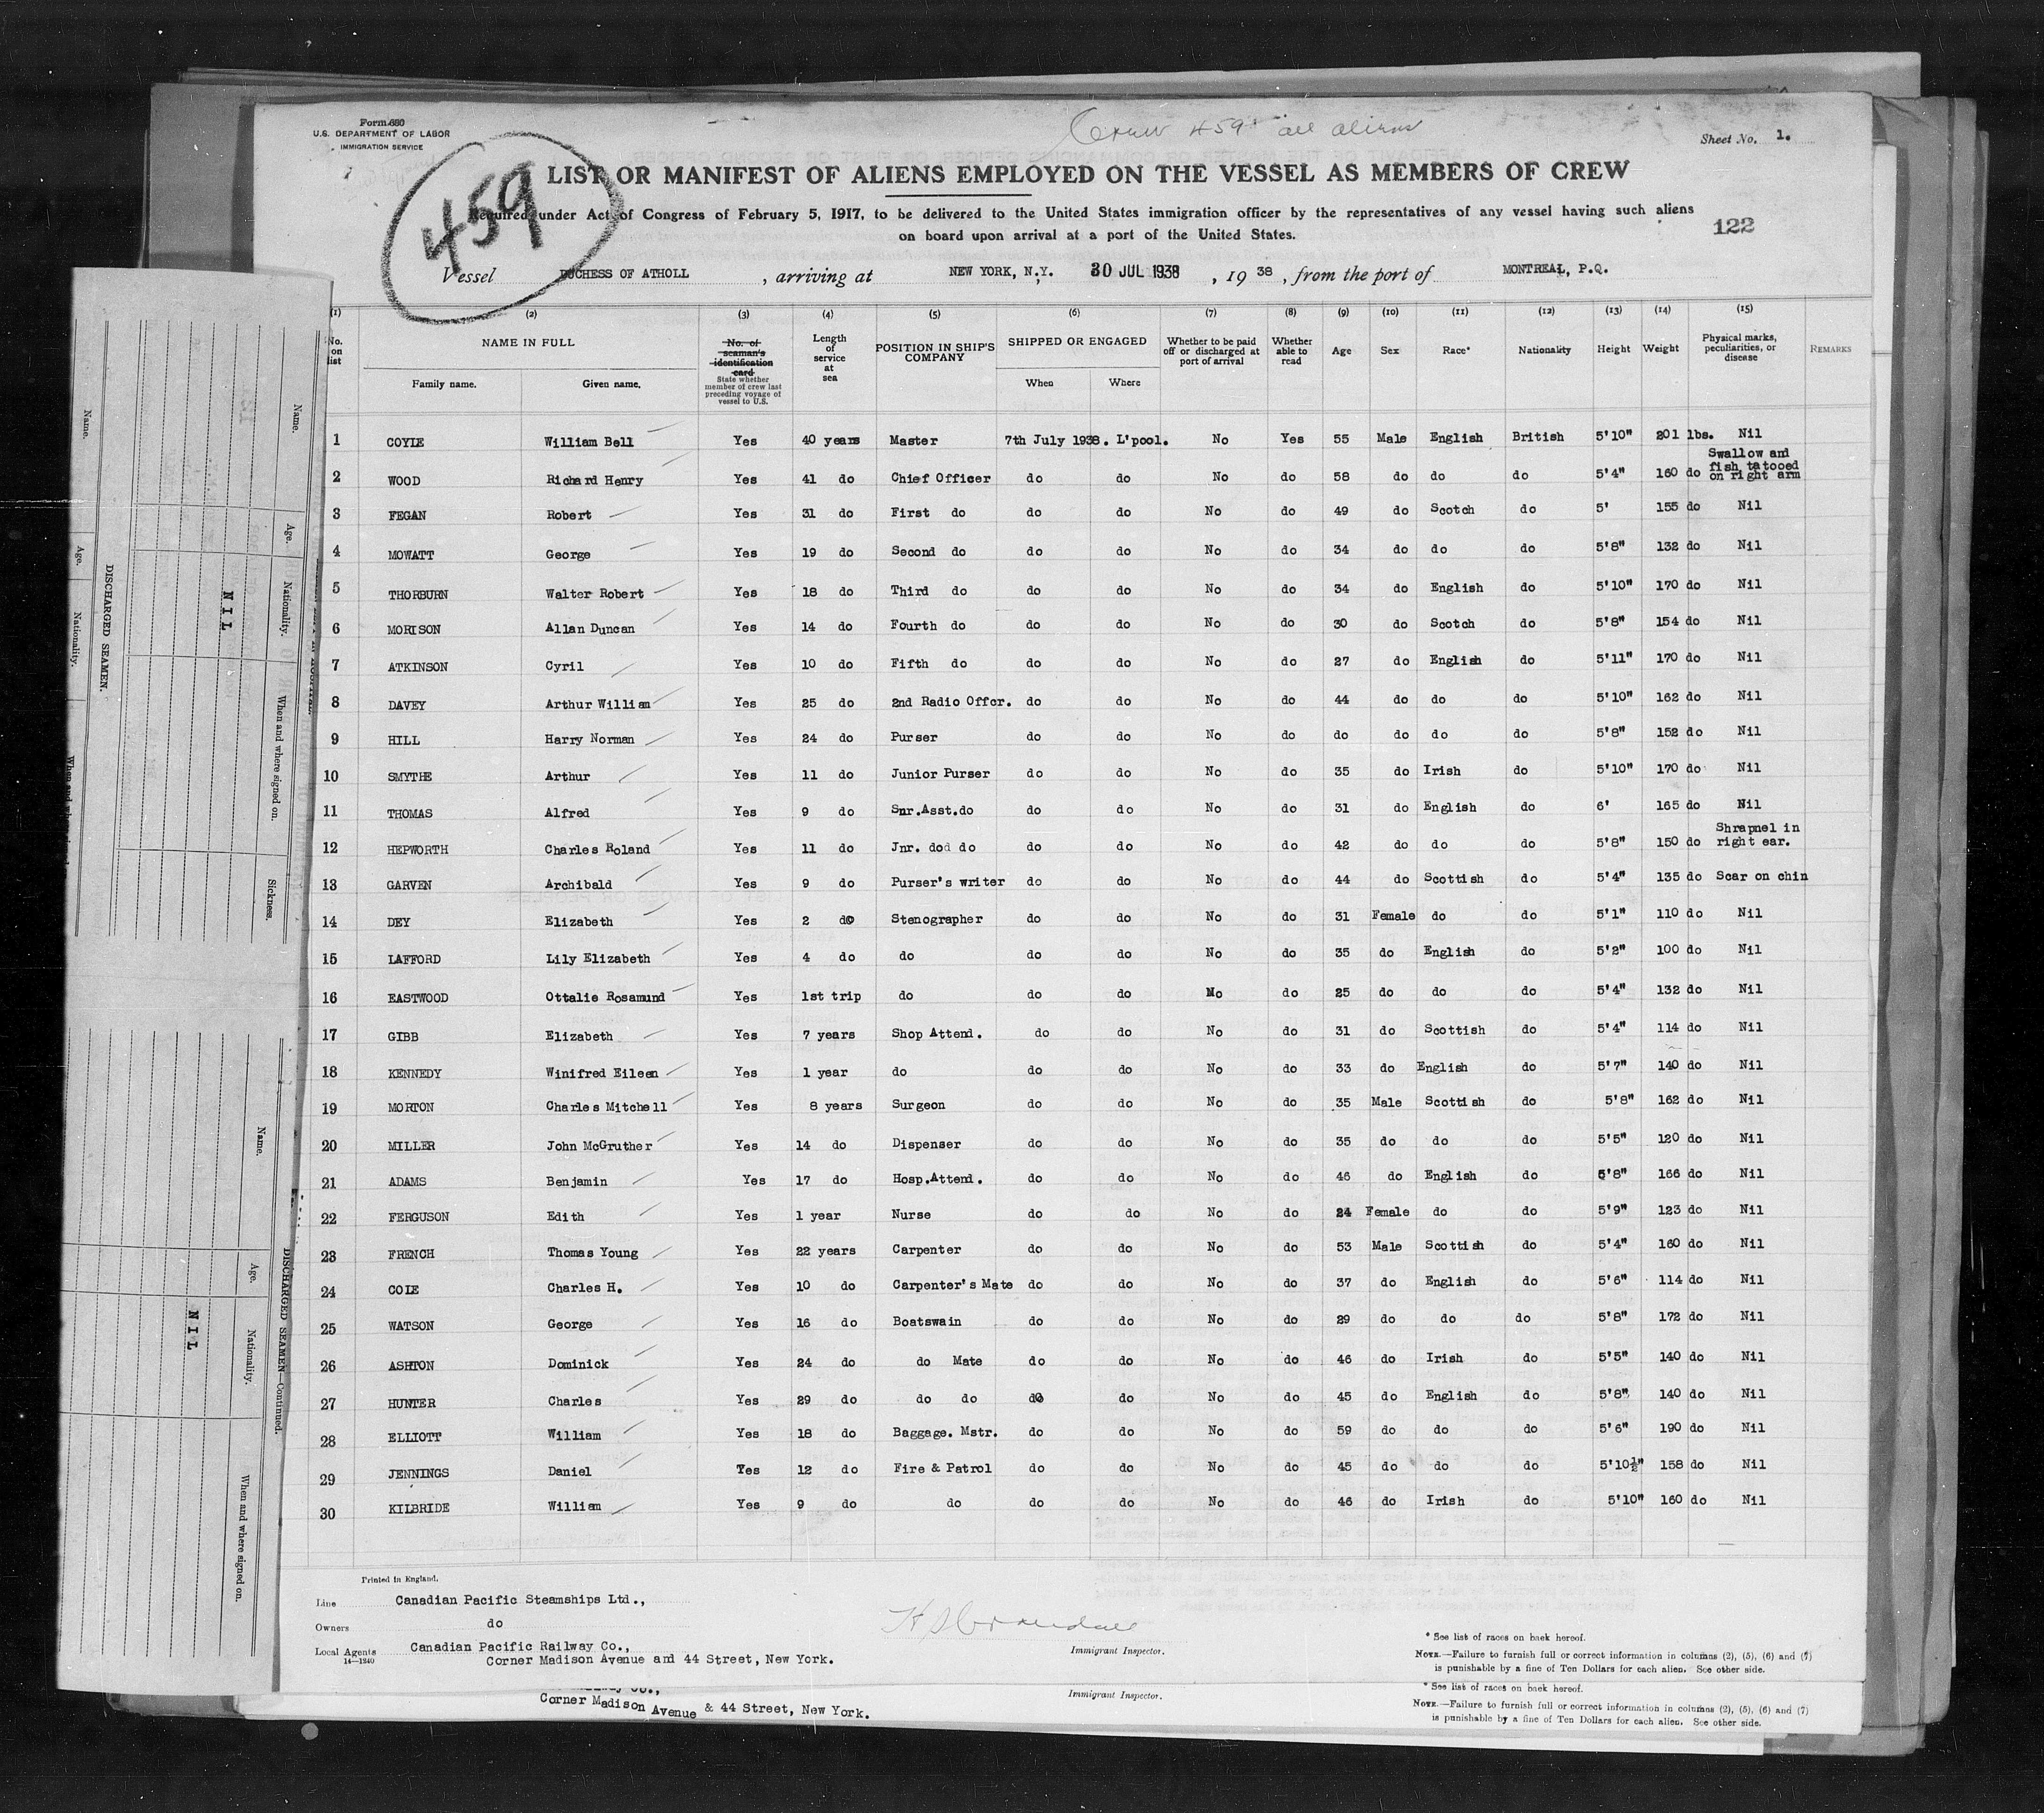 Form 680
U.S. DEPARTMENT OF LABOR
IMMIGRATION SERVICE
Crew 459 all aliens
Sheet No. 1.
459
LIST OR MANIFEST OF ALIENS EMPLOYED ON THE VESSEL AS MEMBERS OF CREW
Required under Act of Congress of February 5, 1917, to be delivered to the United States immigration officer by the representatives of any vessel having such aliens
on board upon arrival at a port of the United States.
122
Vessel DUCHESS OF ATHOLL, arriving at NEW YORK, N.Y. 30 JUL 1938, 19 38, from the port of MONTREAL, P.Q.
(1) (2) (3) (4) (5) (6) (7) (8) (9) (10) (11) (12) (13) (14) (15)
No. on list NAME IN FULL Family name. Given name. No. of seaman's identification card State whether member of crew last preceding voyage of vessel to U.S. Length of service at sea POSITION IN SHIP'S COMPANY SHIPPED OR ENGAGED When Where Whether to be paid off or discharged at port of arrival Whether able to read Age Sex Race* Nationality Height Weight Physical marks, peculiarities, or disease REMARKS
1 COYLE William Bell Yes 40 years Master 7th July 1938. L'pool. No Yes 55 Male English British 5'10" 201 lbs. Nil
2 WOOD Richard Henry Yes 41 do Chief Officer do do No do 58 do do do 5'4" 160 do Swallow and fish tatooed on right arm
3 FEGAN Robert Yes 31 do First do do do No do 49 do Scotch do 5' 155 do Nil
4 MOWATT George Yes 19 do Second do do do No do 34 do do do 5'8" 132 do Nil
5 THORBURN Walter Robert Yes 18 do Third do do do No do 34 do English do 5'10" 170 do Nil
6 MORISON Allan Duncan Yes 14 do Fourth do do do No do 30 do Scotch do 5'8" 154 do Nil
7 ATKINSON Cyril Yes 10 do Fifth do do do No do 27 do English do 5'11" 170 do Nil
8 DAVEY Arthur William Yes 25 do 2nd Radio Offcr. do do No do 44 do do do 5'10" 162 do Nil
9 HILL Harry Norman Yes 24 do Purser do do No do do do do do 5'8" 152 do Nil
10 SMYTHE Arthur Yes 11 do Junior Purser do do No do 35 do Irish do 5'10" 170 do Nil
11 THOMAS Alfred Yes 9 do Snr.Asst.do do do No do 31 do English do 6' 165 do Nil
12 HEPWORTH Charles Roland Yes 11 do Jnr. dod do do do No do 42 do do do 5'8" 150 do Shrapnel in right ear.
13 GARVEN Archibald Yes 9 do Purser's writer do do No do 44 do Scottish do 5'4" 135 do Scar on chin
14 DEY Elizabeth Yes 2 do Stenographer do do No do 31 Female do do 5'1" 110 do Nil
15 LAFFORD Lily Elizabeth Yes 4 do do do do No do 35 do English do 5'2" 100 do Nil
16 EASTWOOD Ottalie Rosamund Yes 1st trip do do do No do 25 do do do 5'4" 132 do Nil
17 GIBB Elizabeth Yes 7 years Shop Attend. do do No do 31 do Scottish do 5'4" 114 do Nil
18 KENNEDY Winifred Eileen Yes 1 year do do do No do 33 do English do 5'7" 140 do Nil
19 MORTON Charles Mitchell Yes 8 years Surgeon do do No do 35 Male Scottish do 5'8" 162 do Nil
20 MILLER John McGruther Yes 14 do Dispenser do do No do 35 do do do 5'5" 120 do Nil
21 ADAMS Benjamin Yes 17 do Hosp.Attend. do do No do 46 do English do 5'8" 166 do Nil
22 FERGUSON Edith Yes 1 year Nurse do do No do 24 Female do do 5'9" 123 do Nil
23 FRENCH Thomas Young Yes 22 years Carpenter do do No do 53 Male Scottish do 5'4" 160 do Nil
24 COLE Charles H. Yes 10 do Carpenter's Mate do do No do 37 do English do 5'6" 114 do Nil
25 WATSON George Yes 16 do Boatswain do do No do 29 do do do 5'8" 172 do Nil
26 ASHTON Dominick Yes 24 do do Mate do do No do 46 do Irish do 5'5" 140 do Nil
27 HUNTER Charles Yes 29 do do do do do No do 45 do English do 5'8" 140 do Nil
28 ELLIOTT William Yes 18 do Baggage. Mstr. do do No do 59 do do do 5'6" 190 do Nil
29 JENNINGS Daniel Yes 12 do Fire & Patrol do do No do 45 do do do 5'10½" 158 do Nil
30 KILBRIDE William Yes 9 do do do do No do 46 do Irish do 5'10" 160 do Nil
Printed in England.
Line Canadian Pacific Steamships Ltd.,
Owners do
Local Agents Canadian Pacific Railway Co.,
14—1240 Corner Madison Avenue and 44 Street, New York.
Immigrant Inspector.
* See list of races on back hereof.
NOTE.—Failure to furnish full or correct information in columns (2), (5), (6) and (7)
is punishable by a fine of Ten Dollars for each alien. See other side.
Corner Madison Avenue & 44 Street, New York.
Immigrant Inspector.
* See list of races on back hereof.
NOTE.—Failure to furnish full or correct information in columns (2), (5), (6) and (7)
is punishable by a fine of Ten Dollars for each alien. See other side.
Name. Age. Nationality. When and where signed on.
DISCHARGED SEAMEN.
Name. Age. Nationality. When and where signed on. Sickness.
NIL
Name. Age. Nationality. When and where signed on.
NIL
DISCHARGED SEAMEN—Continued.